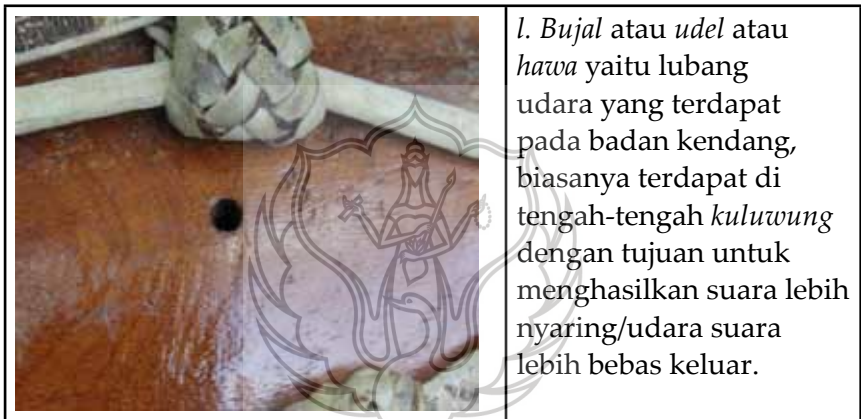 l. Bujal atau udel atau
hawa yaitu lubang
udara yang terdapat
pada badan kendang,
biasanya terdapat di
tengah-tengah kuluwung
dengan tujuan untuk
menghasilkan suara lebih
nyaring/udara suara
lebih bebas keluar.